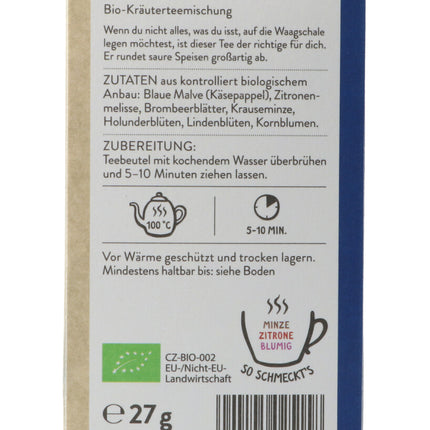 Bio-Kräuterteemischung
Wenn du nicht alles, was du isst, auf die Waagschale
legen möchtest, ist dieser Tee der richtige für dich.
Er rundet saure Speisen großartig ab.
ZUTATEN aus kontrolliert biologischem
Anbau: Blaue Malve (Käsepappel), Zitronen-
melisse, Brombeerblätter, Krauseminze,
Holunderblüten, Lindenblüten, Kornblumen.
ZUBEREITUNG:
Teebeutel mit kochendem Wasser überbrühen
und 5–10 Minuten ziehen lassen.
100 °C
5-10 MIN.
Vor Wärme geschützt und trocken lagern.
Mindestens haltbar bis: siehe Boden
MINZE
ZITRONE
BLUMIG
SO SCHMECKT'S
CZ-BIO-002
EU-/Nicht-EU-
Landwirtschaft
℮ 27 g